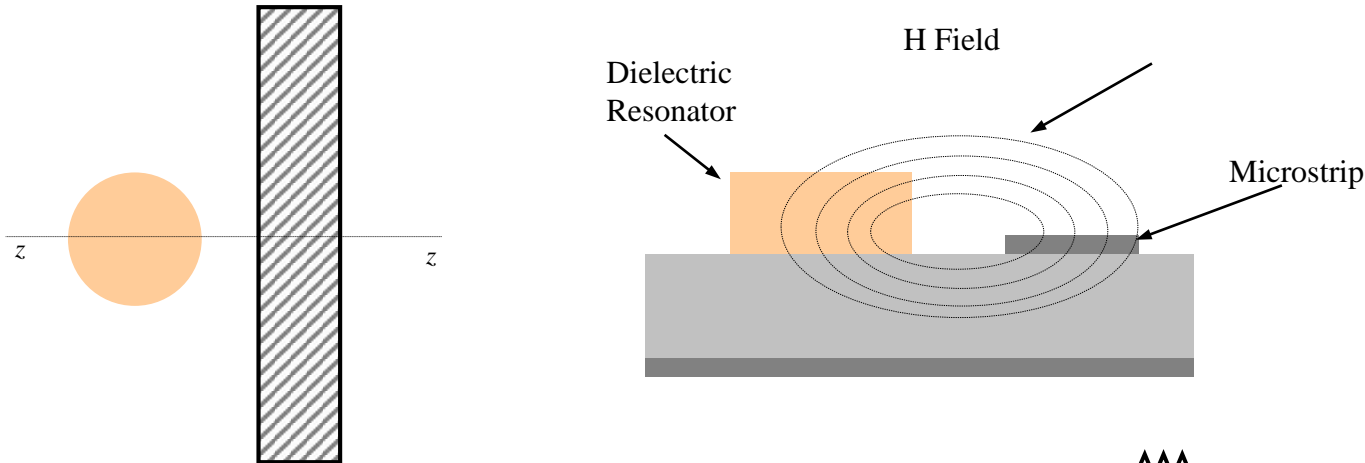 H Field
Dielectric
Resonator
Microstrip
z
z